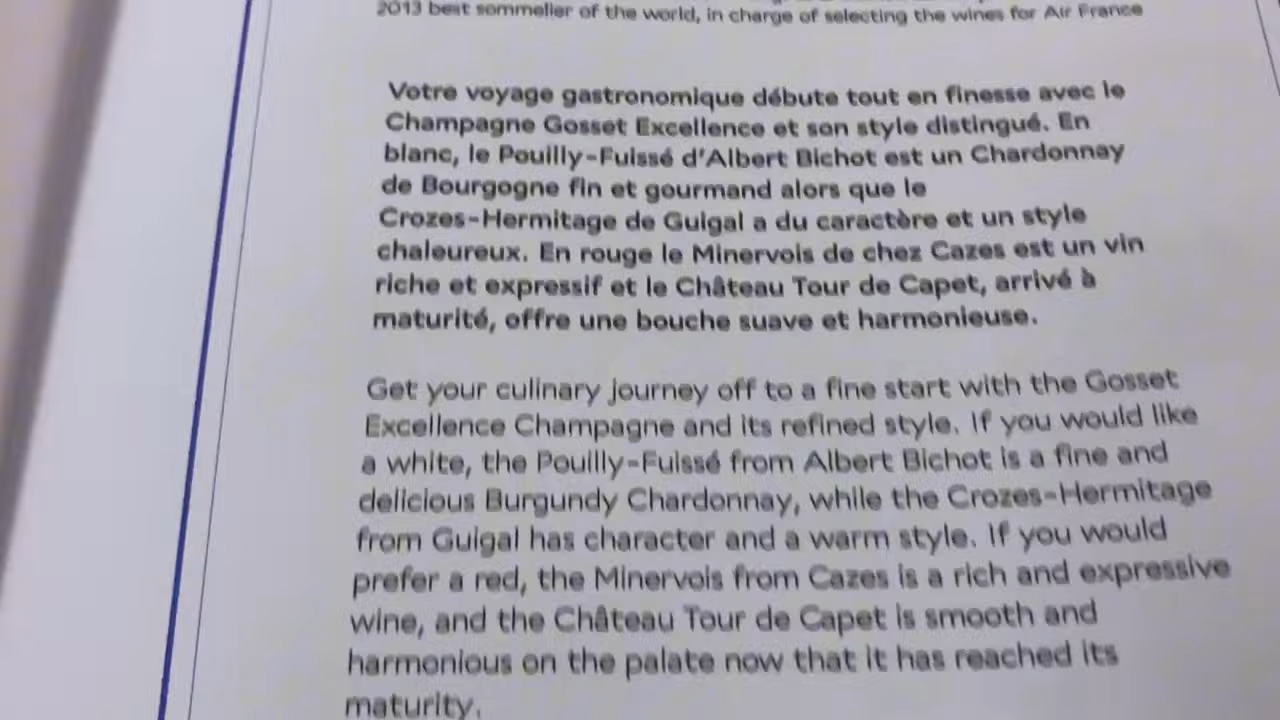 2013 best sommelier of the world, in charge of selecting the wines for Air France
Votre voyage gastronomique débute tout en finesse avec le
Champagne Gosset Excellence et son style distingué. En
blanc, le Pouilly-Fuissé d'Albert Bichot est un Chardonnay
de Bourgogne fin et gourmand alors que le
Crozes-Hermitage de Guigal a du caractère et un style
chaleureux. En rouge le Minervois de chez Cazes est un vin
riche et expressif et le Château Tour de Capet, arrivé à
maturité, offre une bouche suave et harmonieuse.
Get your culinary journey off to a fine start with the Gosset
Excellence Champagne and its refined style. If you would like
a white, the Pouilly-Fuissé from Albert Bichot is a fine and
delicious Burgundy Chardonnay, while the Crozes-Hermitage
from Guigal has character and a warm style. If you would
prefer a red, the Minervois from Cazes is a rich and expressive
wine, and the Château Tour de Capet is smooth and
harmonious on the palate now that it has reached its
maturity.